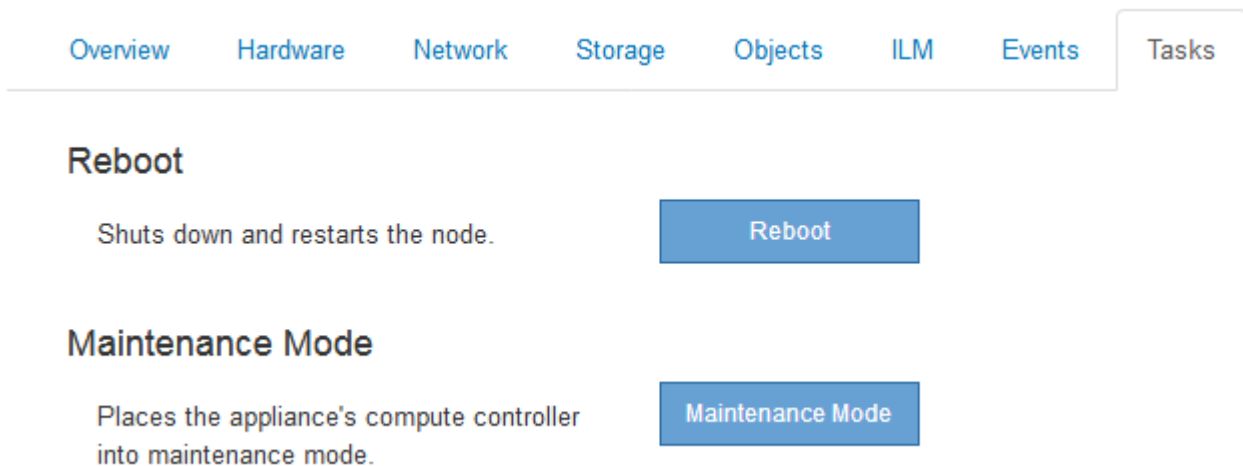 Overview Hardware Network Storage Objects ILM Events Tasks
Reboot
Shuts down and restarts the node. Reboot
Maintenance Mode
Places the appliance's compute controller Maintenance Mode
into maintenance mode.